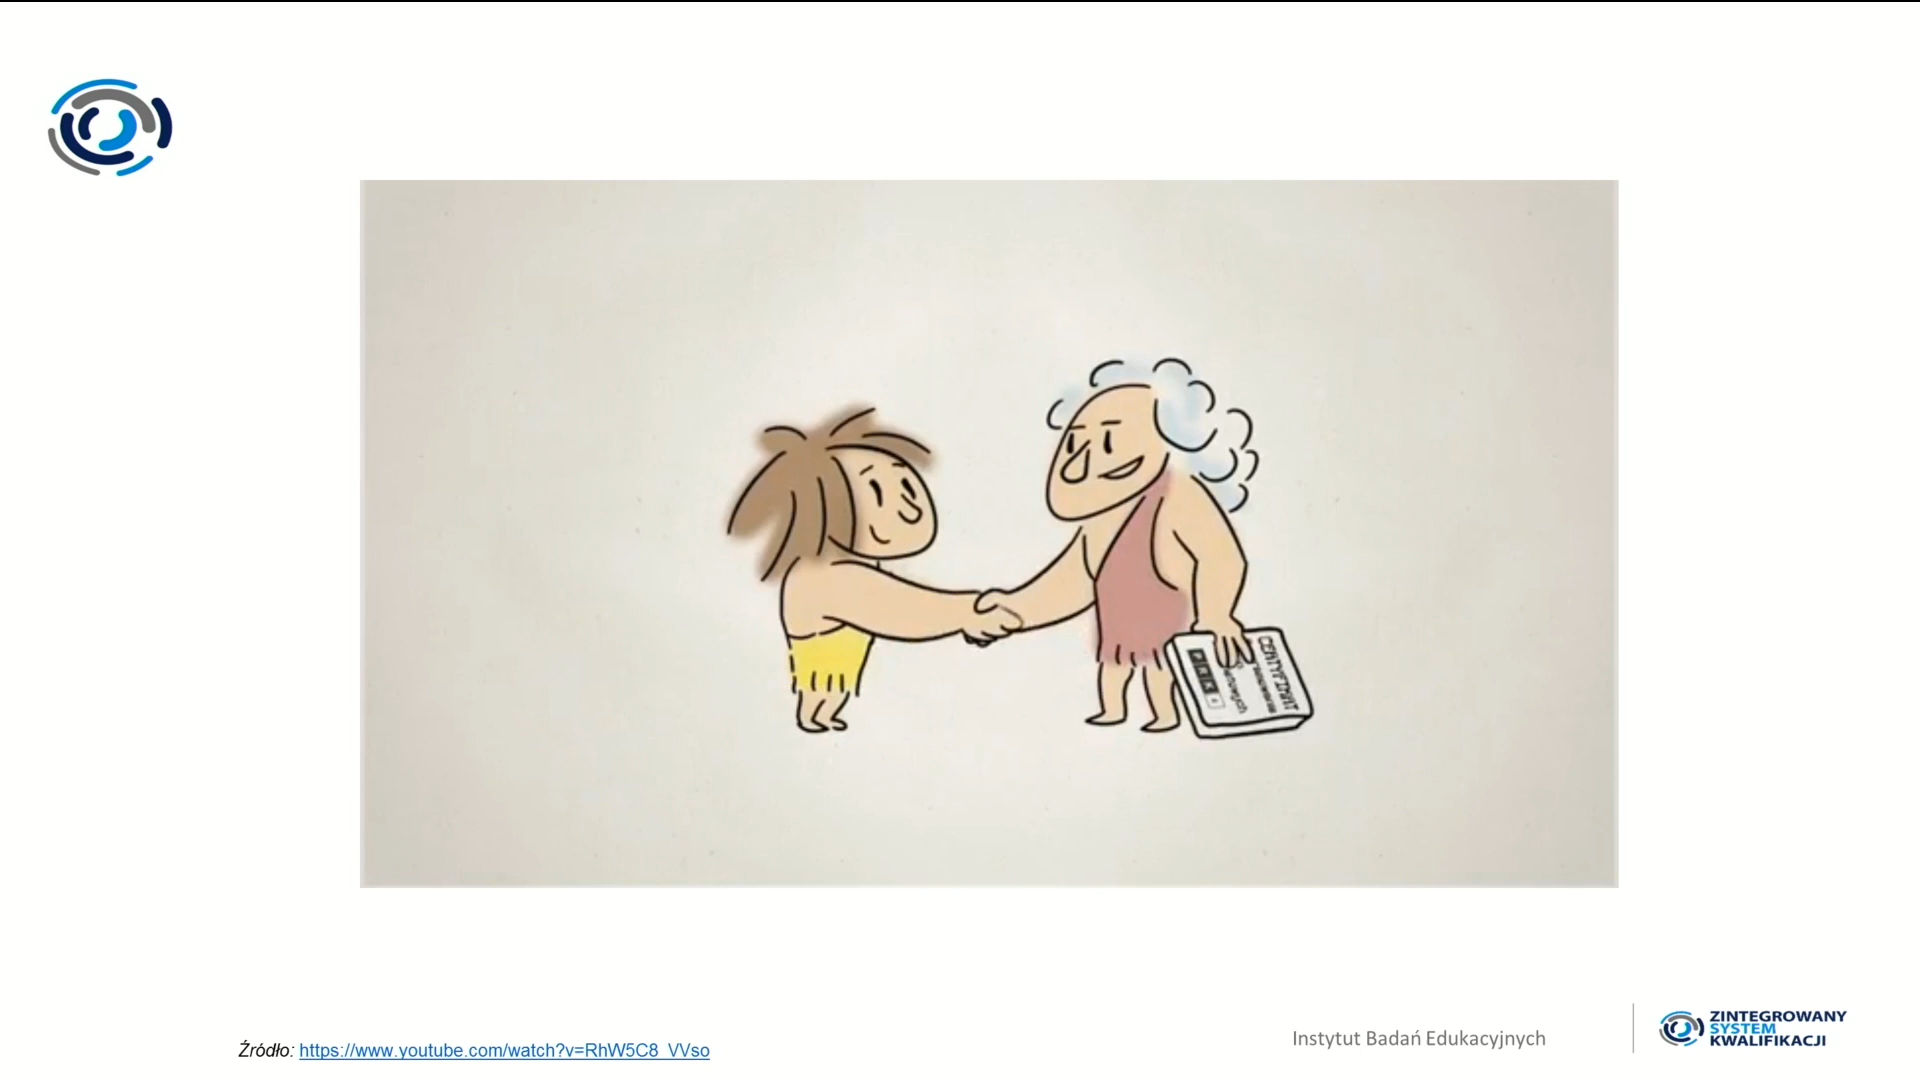 CERTYFIKAT
Źródło: https://www.youtube.com/watch?v=RhW5C8_VVso
Instytut Badań Edukacyjnych
ZINTEGROWANY
SYSTEM
KWALIFIKACJI